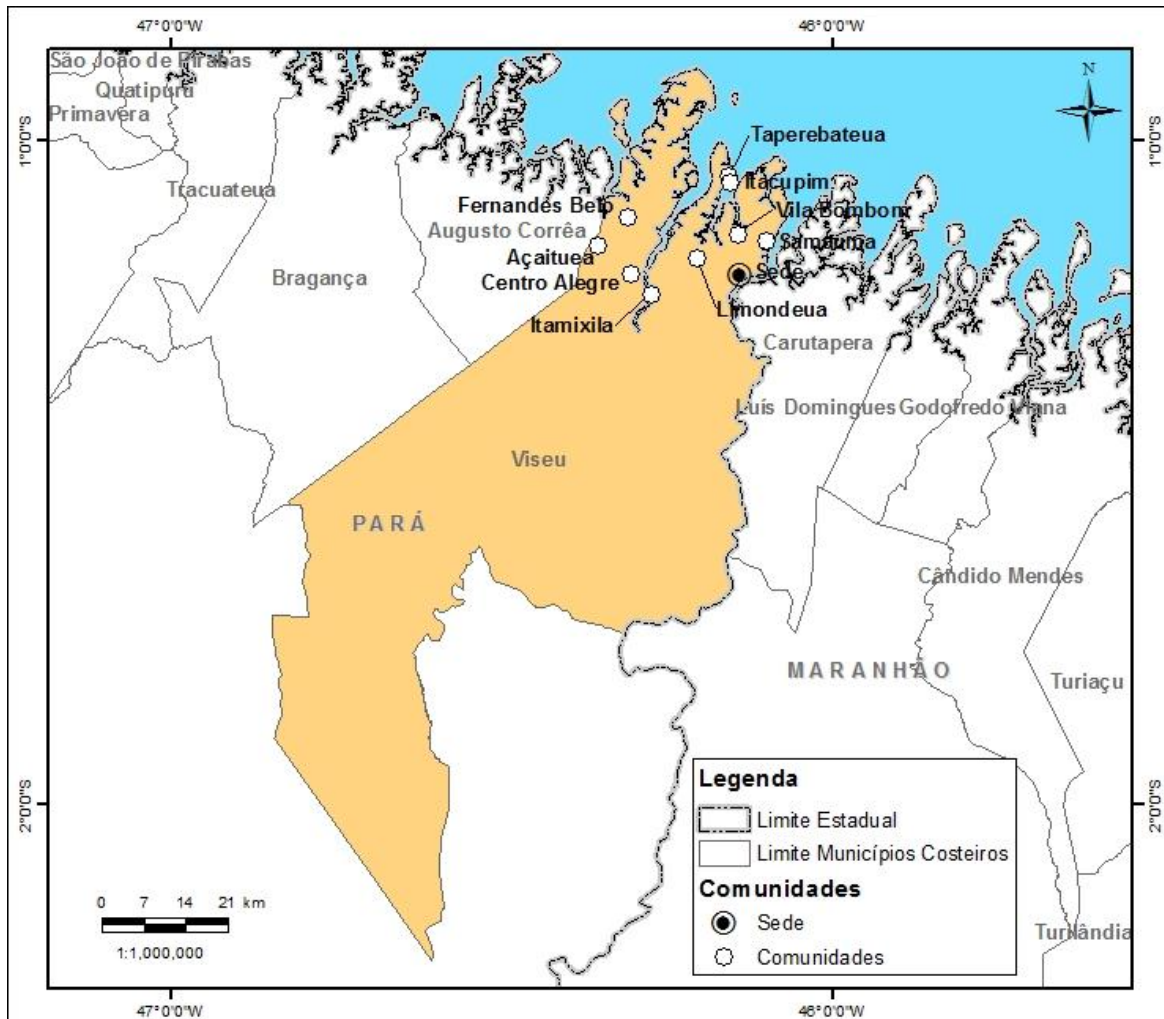 47°0'0"W
46°0'0"W
São João de Pirabas
Quatipuru
Primavera
N
Taperebateua
1°0'0"S
1°0'0"S
Tracuateua
Itacupim
Fernandes Belo
Vila Bombom
Augusto Corrêa
Samauma
Açaituea
Bragança
Sede
Centro Alegre
Itamixila
Limondeua
Carutapera
Luís Domingues
Godofredo Viana
Viseu
PARÁ
Cândido Mendes
MARANHÃO
Turiaçu
Legenda
2°0'0"S
2°0'0"S
Limite Estadual
Limite Municípios Costeiros
Comunidades
0 7 14 21 km
Sede
Turilândia
1:1,000,000
Comunidades
47°0'0"W
46°0'0"W